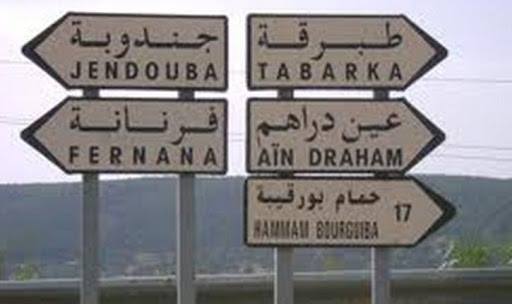 جندوبة
JENDOUBA
فرنانة
FERNANA
طبرقة
TABARKA
عين دراهم
AÏN DRAHAM
حمام بورقيبة
HAMMAM BOURGUIBA 17